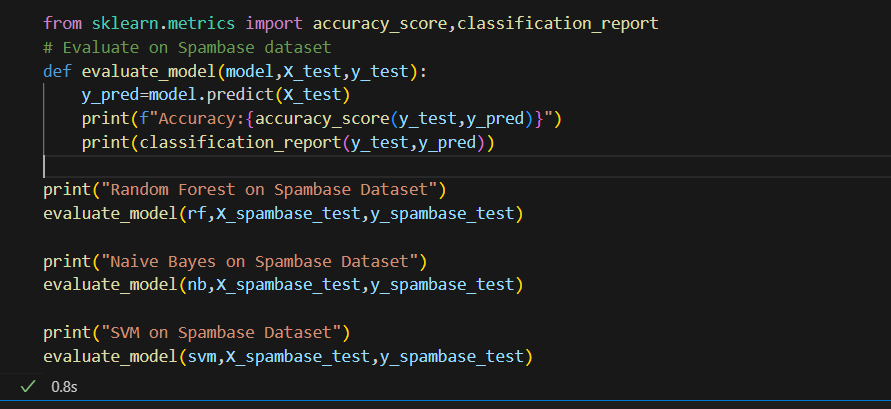 from sklearn.metrics import accuracy_score,classification_report
# Evaluate on Spambase dataset
def evaluate_model(model,X_test,y_test):
    y_pred=model.predict(X_test)
    print(f"Accuracy:{accuracy_score(y_test,y_pred)}")
    print(classification_report(y_test,y_pred))
print("Random Forest on Spambase Dataset")
evaluate_model(rf,X_spambase_test,y_spambase_test)
print("Naive Bayes on Spambase Dataset")
evaluate_model(nb,X_spambase_test,y_spambase_test)
print("SVM on Spambase Dataset")
evaluate_model(svm,X_spambase_test,y_spambase_test)
0.8s